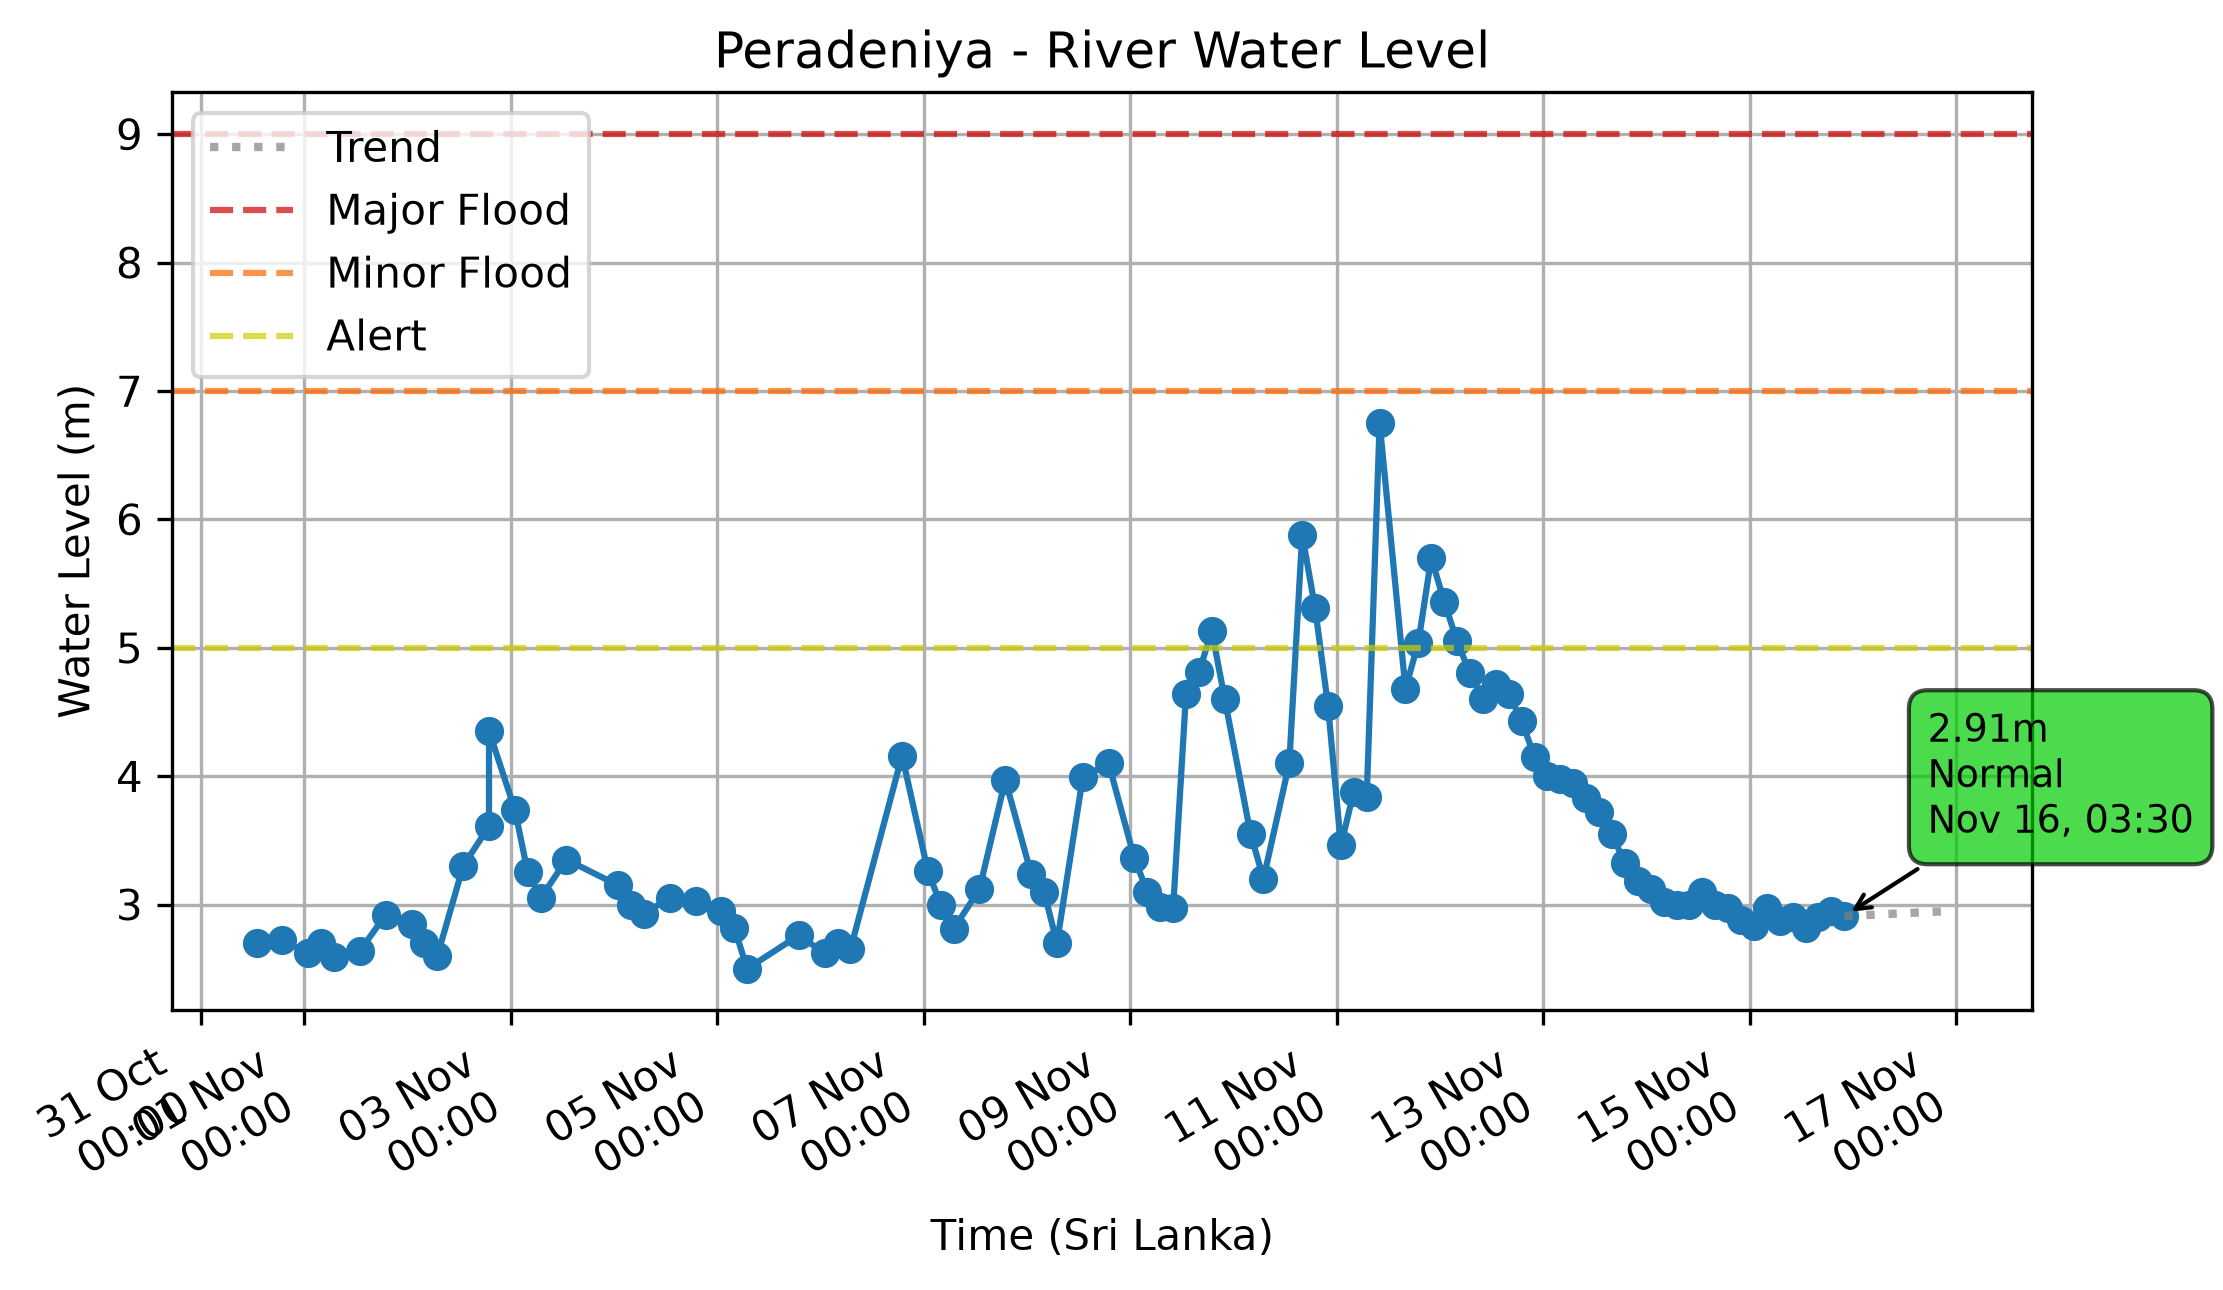 Peradeniya - River Water Level
Trend
Major Flood
Minor Flood
Alert
9
8
7
6
5
4
3
Water Level (m)
2.91m
Normal
Nov 16, 03:30
31 Oct
00:00
01 Nov
00:00
03 Nov
00:00
05 Nov
00:00
07 Nov
00:00
09 Nov
00:00
11 Nov
00:00
13 Nov
00:00
15 Nov
00:00
17 Nov
00:00
Time (Sri Lanka)